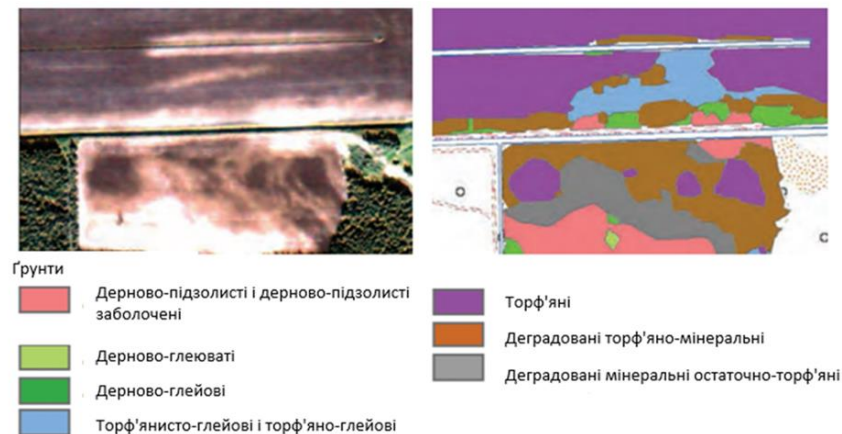 Ґрунти
Дерново-підзолисті і дерново-підзолисті
заболочені
Дерново-глеюваті
Дерново-глейові
Торф'янисто-глейові і торф'яно-глейові
Торф'яні
Деградовані торф'яно-мінеральні
Деградовані мінеральні остаточно-торф'яні